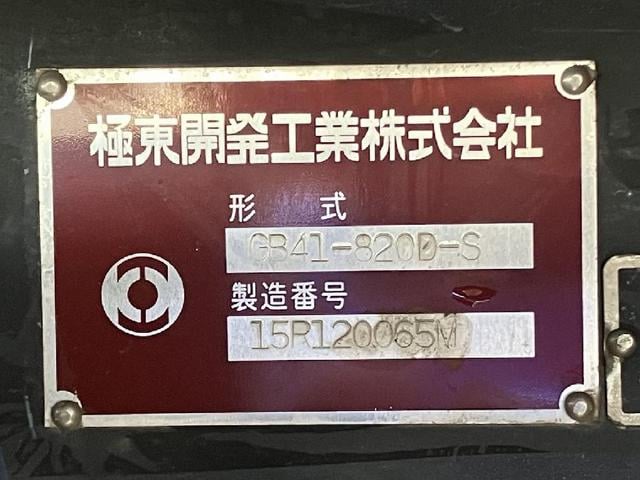 極東開発工業株式会社
形 式
GB41-820D-S
製造番号
15R120065M